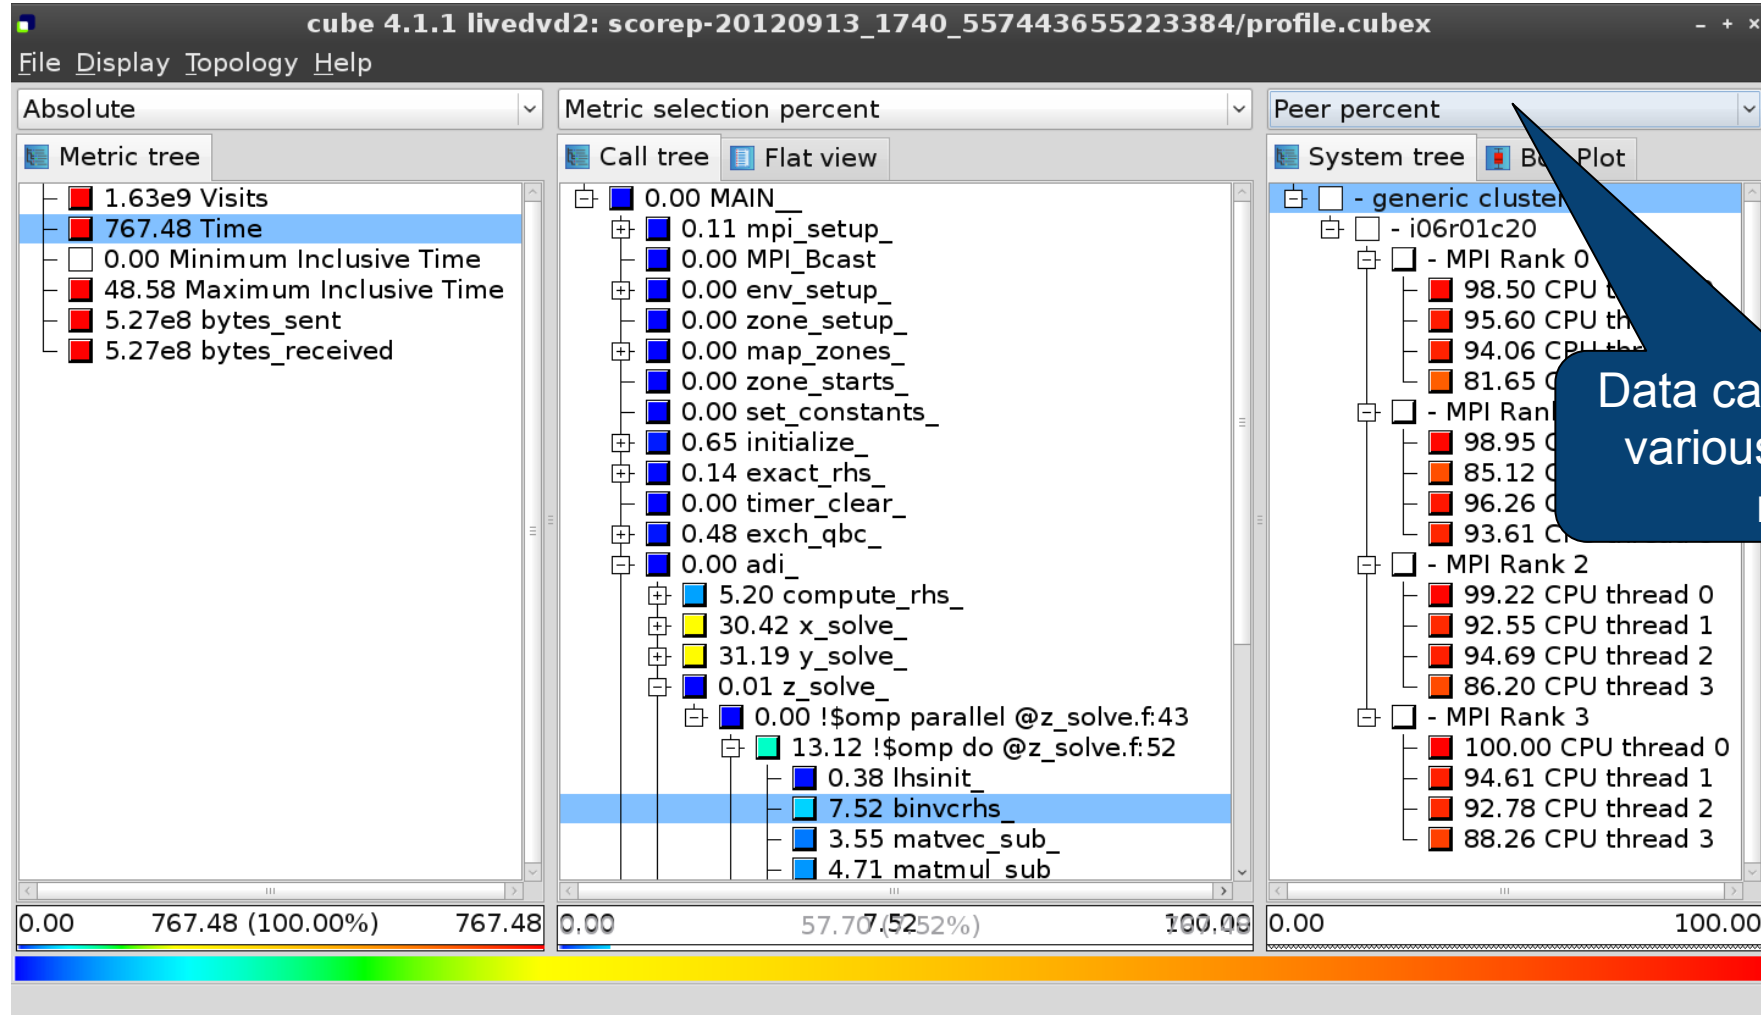 cube 4.1.1 livedvd2: scorep-20120913_1740_557443655223384/profile.cubex
File Display Topology Help
Absolute
Metric tree
1.63e9 Visits
767.48 Time
0.00 Minimum Inclusive Time
48.58 Maximum Inclusive Time
5.27e8 bytes_sent
5.27e8 bytes_received
0.00 767.48 (100.00%) 767.48
Metric selection percent
Call tree Flat view
0.00 MAIN__
0.11 mpi_setup_
0.00 MPI_Bcast
0.00 env_setup_
0.00 zone_setup_
0.00 map_zones_
0.00 zone_starts_
0.00 set_constants_
0.65 initialize_
0.14 exact_rhs_
0.00 timer_clear_
0.48 exch_qbc_
0.00 adi_
5.20 compute_rhs_
30.42 x_solve_
31.19 y_solve_
0.01 z_solve_
0.00 !$omp parallel @z_solve.f:43
13.12 !$omp do @z_solve.f:52
0.38 lhsinit_
7.52 binvcrhs_
3.55 matvec_sub_
4.71 matmul_sub
0.00 7.52 100.00
Peer percent
System tree Plot
- generic cluster
- i06r01c20
- MPI Rank 0
98.50 CPU
95.60 CPU
94.06 CPU
81.65
- MPI
98.95
85.12
96.26
93.61
- MPI Rank 2
99.22 CPU thread 0
92.55 CPU thread 1
94.69 CPU thread 2
86.20 CPU thread 3
- MPI Rank 3
100.00 CPU thread 0
94.61 CPU thread 1
92.78 CPU thread 2
88.26 CPU thread 3
0.00 100.00
Data